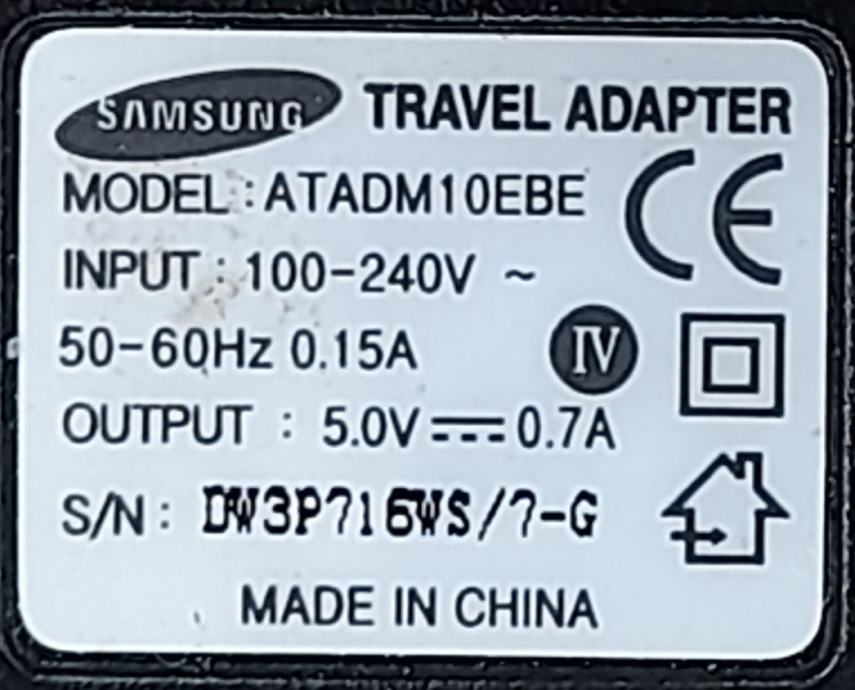 SAMSUNG TRAVEL ADAPTER
MODEL : ATADM10EBE
INPUT : 100-240V ~
50-60Hz 0.15A IV
OUTPUT : 5.0V ⎓ 0.7A
S/N : DW3P716WS/7-G
MADE IN CHINA
CE